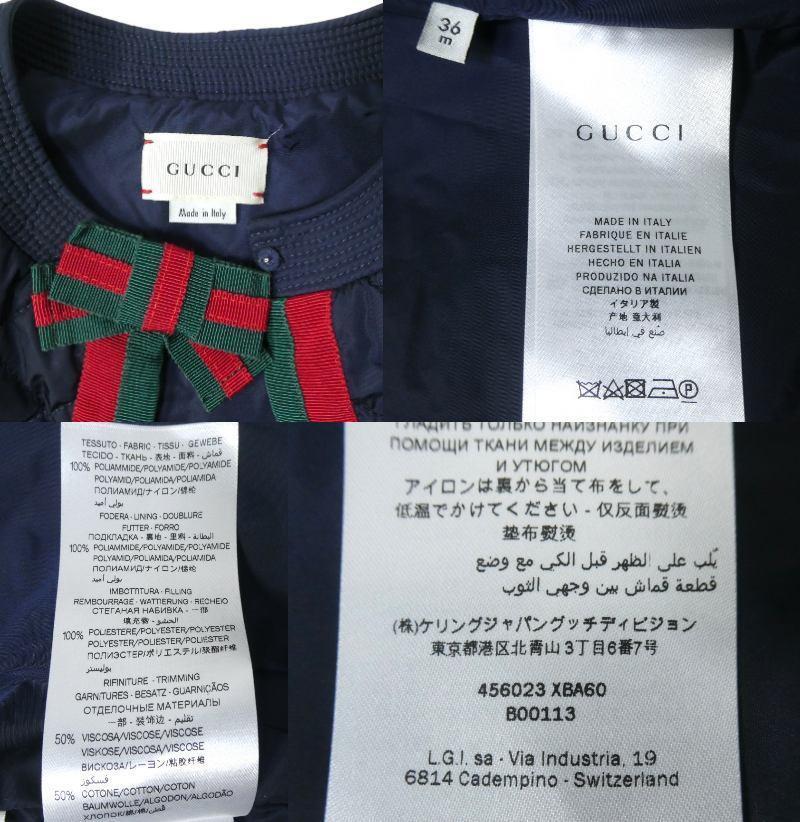 GUCCI
Made in Italy
36
m
GUCCI
MADE IN ITALY
FABRIQUE EN ITALIE
HERGESTELLT IN ITALIEN
HECHO EN ITALIA
PRODUZIDO NA ITALIA
СДЕЛАНО В ИТАЛИИ
イタリア製
产地 意大利
صنع في إيطاليا
TESSUTO - FABRIC - TISSU - GEWEBE
TECIDO - ТКАНЬ - 表地 - 面料 - قماش
100% POLIAMMIDE/POLYAMIDE/POLYAMIDE
POLYAMID/POLIAMIDA/POLIAMIDA
ПОЛИАМИД/ナイロン/锦纶
بولي أميد
FODERA - LINING - DOUBLURE
FUTTER - FORRO
ПОДКЛАДКА - 裏地 - 里料 - البطانة
100% POLIAMMIDE/POLYAMIDE/POLYAMIDE
POLYAMID/POLIAMIDA/POLIAMIDA
ПОЛИАМИД/ナイロン/锦纶
بولي أميد
IMBOTTITURA - FILLING
REMBOURRAGE - WATTIERUNG - RECHEIO
СТЕГАНАЯ НАБИВКА - 一部
填充物 - الحشو
100% POLIESTERE/POLYESTER/POLYESTER
POLYESTER/POLIESTER/POLIESTER
ПОЛИЭСТЕР/ポリエステル/聚酯纤维
بوليستر
RIFINITURE - TRIMMING
GARNITURES - BESATZ - GUARNIÇÃOS
ОТДЕЛОЧНЫЕ МАТЕРИАЛЫ
一部 - 装饰边 - تقليم
50% VISCOSA/VISCOSE/VISCOSE
VISKOSE/VISCOSA/VISCOSE
ВИСКОЗА/レーヨン/粘胶纤维
فسكوز
50% COTONE/COTTON/COTON
BAUMWOLLE/ALGODON/ALGODÃO
ГЛАДИТЬ ТОЛЬКО НАИЗНАНКУ ПРИ
ПОМОЩИ ТКАНИ МЕЖДУ ИЗДЕЛИЕМ
И УТЮГОМ
アイロンは裏から当て布をして、
低温でかけてください - 仅反面熨烫
垫布熨烫
يُلب على الظهر قبل الكي مع وضع
قطعة قماش بين وجهي الثوب
(株)ケリングジャパングッチディビジョン
東京都港区北青山3丁目6番7号
456023 XBA60
B00113
L.G.I. sa - Via Industria, 19
6814 Cadempino - Switzerland